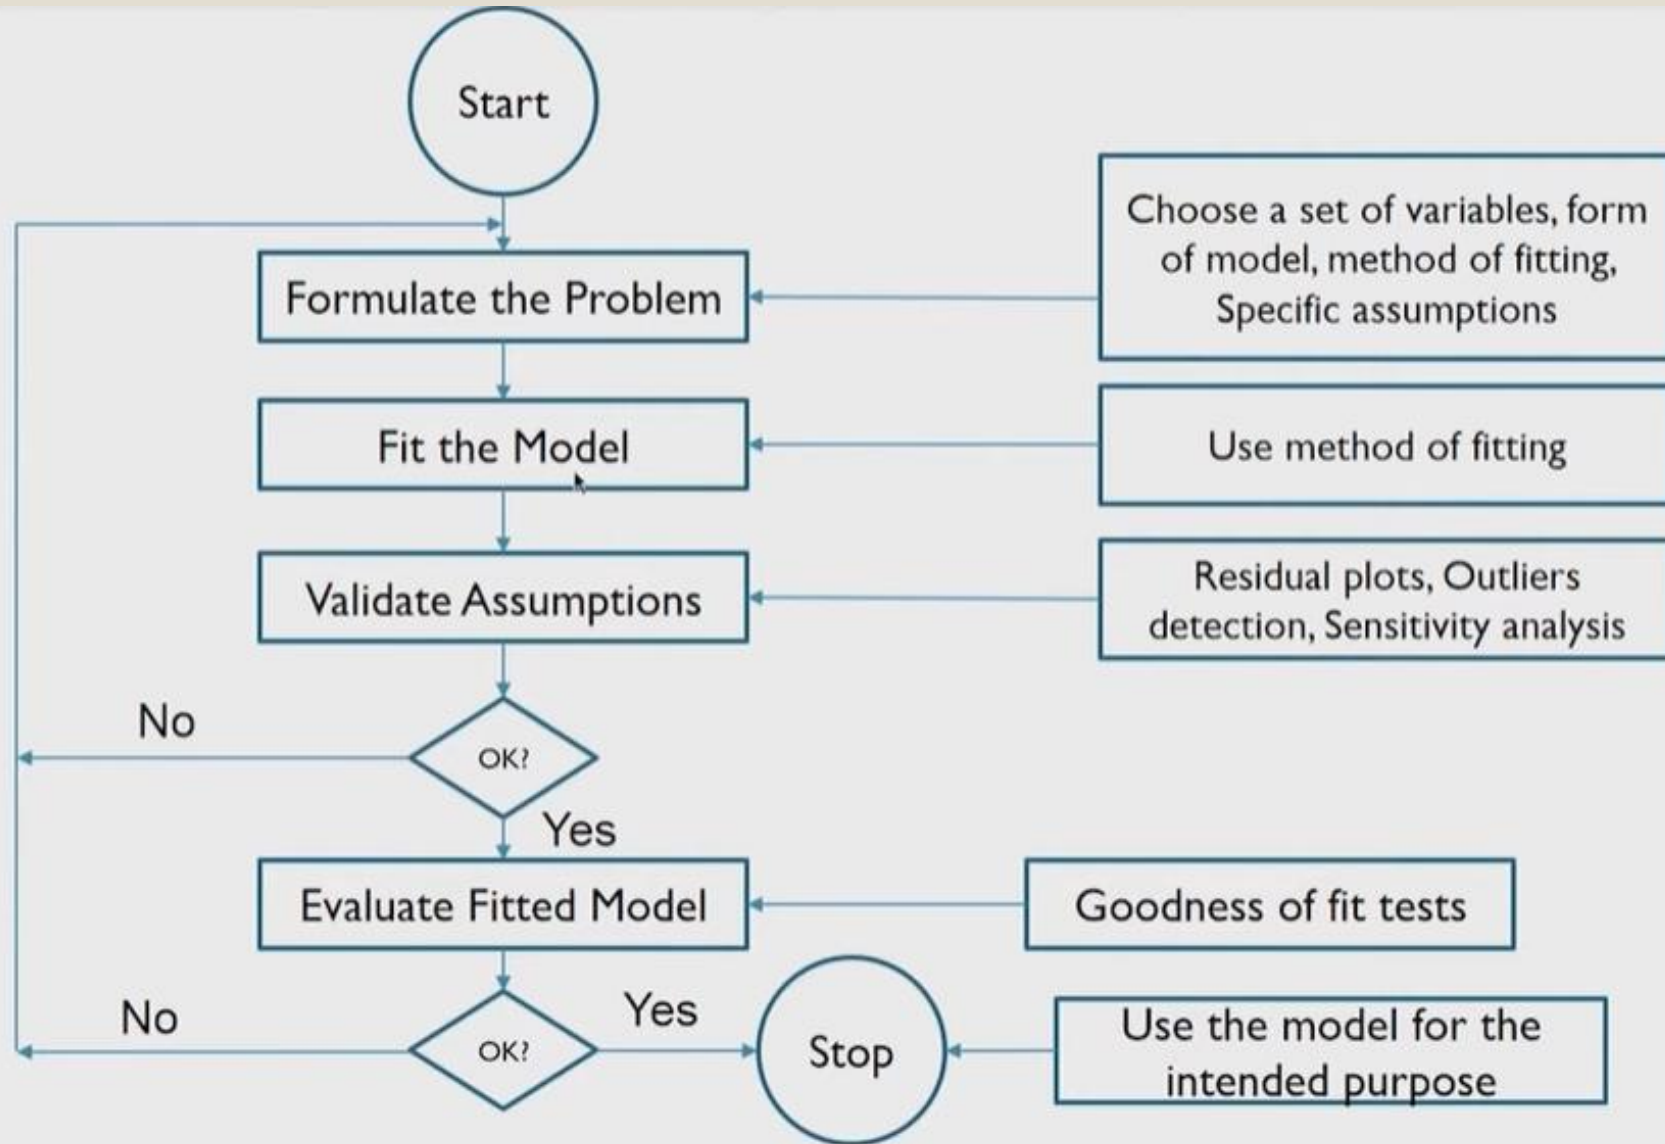 Start
Choose a set of variables, form
of model, method of fitting,
Specific assumptions
Formulate the Problem
Fit the Model
Use method of fitting
Validate Assumptions
Residual plots, Outliers
detection, Sensitivity analysis
No
OK?
Yes
Evaluate Fitted Model
Goodness of fit tests
No
OK?
Yes
Stop
Use the model for the
intended purpose